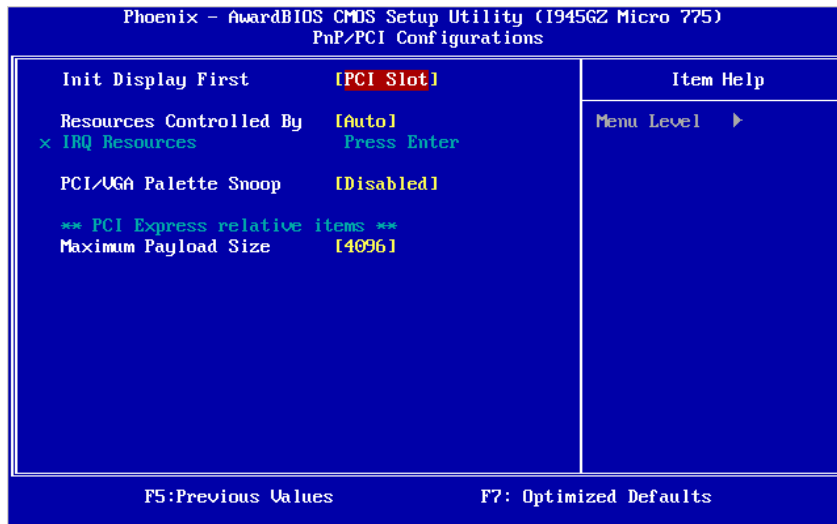 Phoenix - AwardBIOS CMOS Setup Utility (I945GZ Micro 775)
PnP/PCI Configurations
Init Display First [PCI Slot]
Item Help
Resources Controlled By [Auto]
Menu Level
x IRQ Resources Press Enter
PCI/VGA Palette Snoop [Disabled]
** PCI Express relative items **
Maximum Payload Size [4096]
F5:Previous Values F7: Optimized Defaults